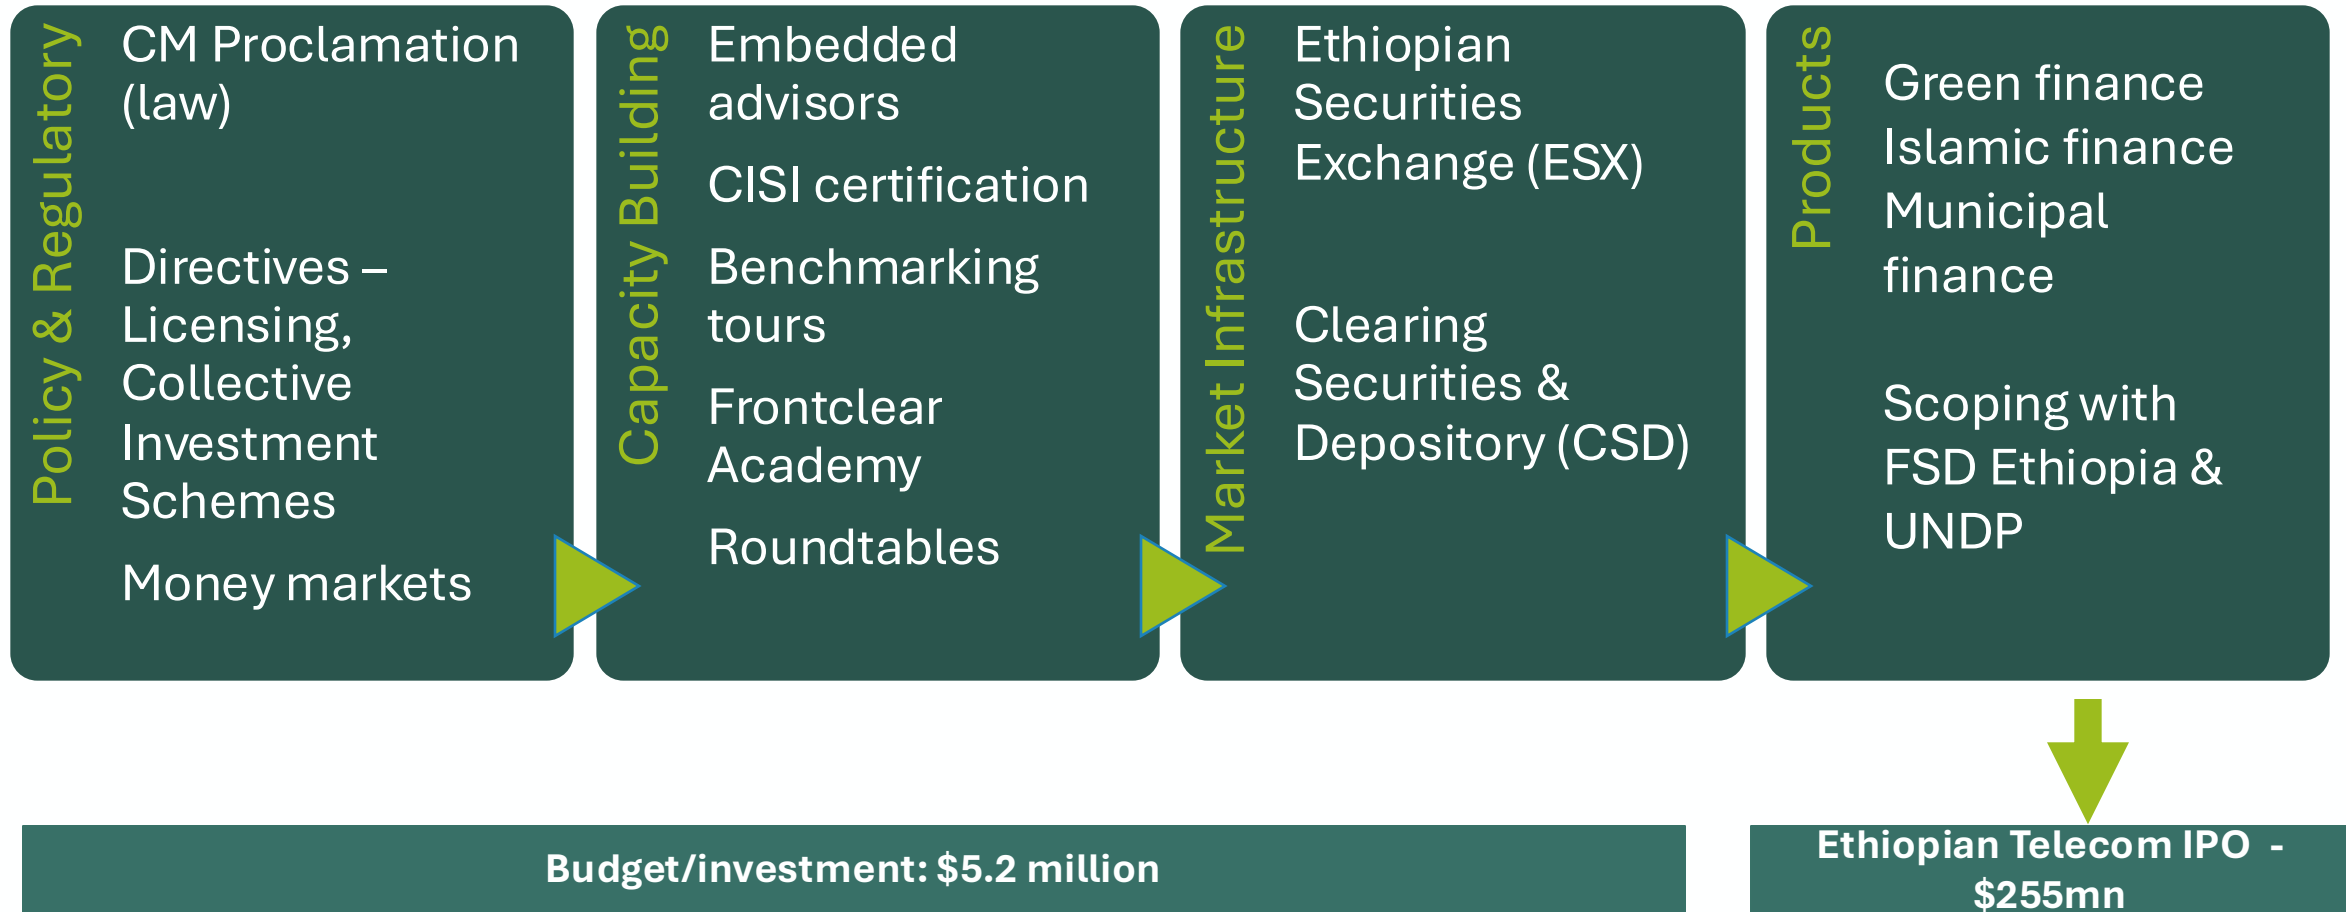 Policy & Regulatory
CM Proclamation
(law)
Directives –
Licensing,
Collective
Investment
Schemes
Money markets
Capacity Building
Embedded
advisors
CISI certification
Benchmarking
tours
Frontclear
Academy
Roundtables
Market Infrastructure
Ethiopian
Securities
Exchange (ESX)
Clearing
Securities &
Depository (CSD)
Products
Green finance
Islamic finance
Municipal
finance
Scoping with
FSD Ethiopia &
UNDP
Budget/investment: $5.2 million
Ethiopian Telecom IPO -
$255mn